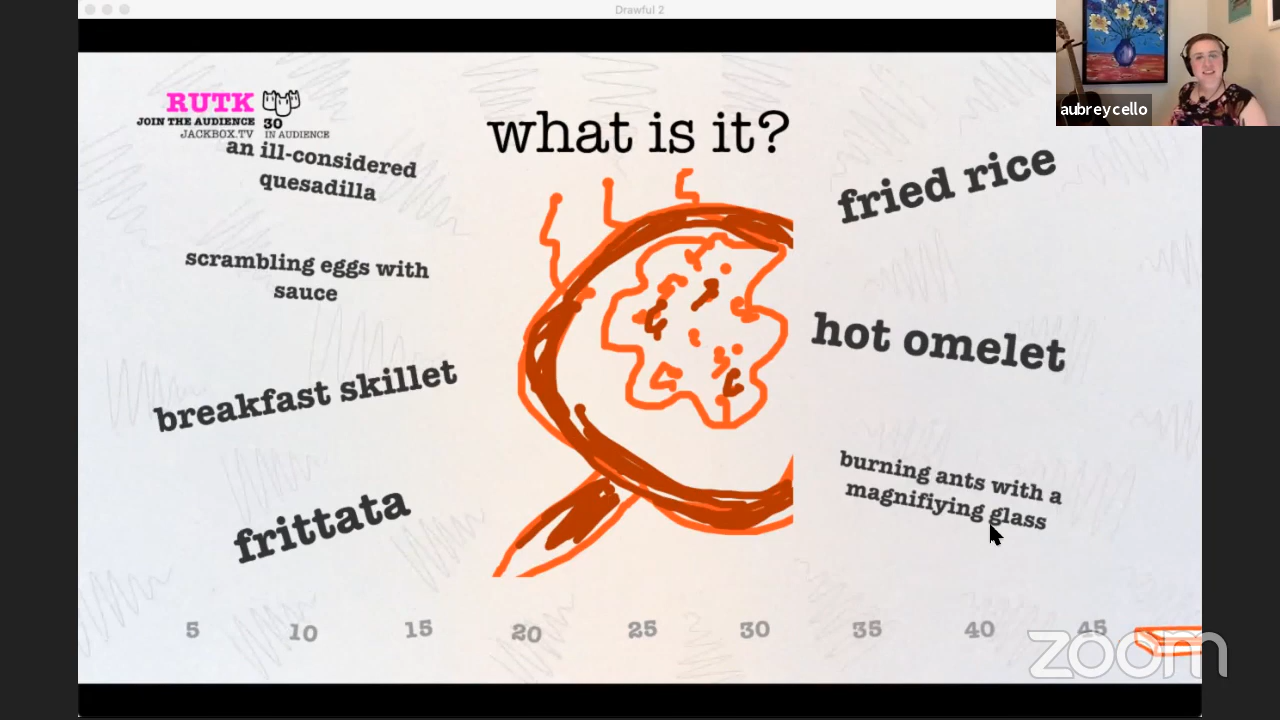 Drawful 2
RUTK
JOIN THE AUDIENCE
JACKBOX.TV
30
IN AUDIENCE
what is it?
aubreycello
an ill-considered
quesadilla
fried rice
scrambling eggs with
sauce
hot omelet
breakfast skillet
burning ants with a
magnifiying glass
frittata
5 10 15 20 25 30 35 40 45
zoom